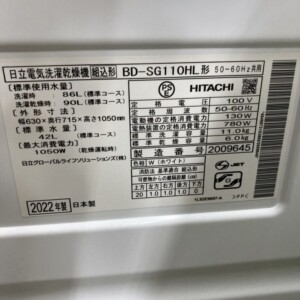 日立電気洗濯乾燥機 組込形 BD-SG110HL形 50-60Hz共用
[標準使用水量]
洗濯時：86L（標準コース）
洗乾燥時：90L（標準コース）
[外形寸法]
幅630×奥行715×高さ1050mm
[標準水量]
42L（標準コース）
[最大消費電力]
1050W（乾燥時）
日立グローバルライフソリューションズ(株)
PSE
HITACHI
定格電圧 100V
定格周波数 50-60Hz
電動機の定格消費電力 130W
電熱装置の定格消費電力 780W
標準洗濯容量 11.0kg
標準乾燥容量 6.0kg
製造番号 2009645
色名 W（ホワイト）
JET
2022年製 日本製